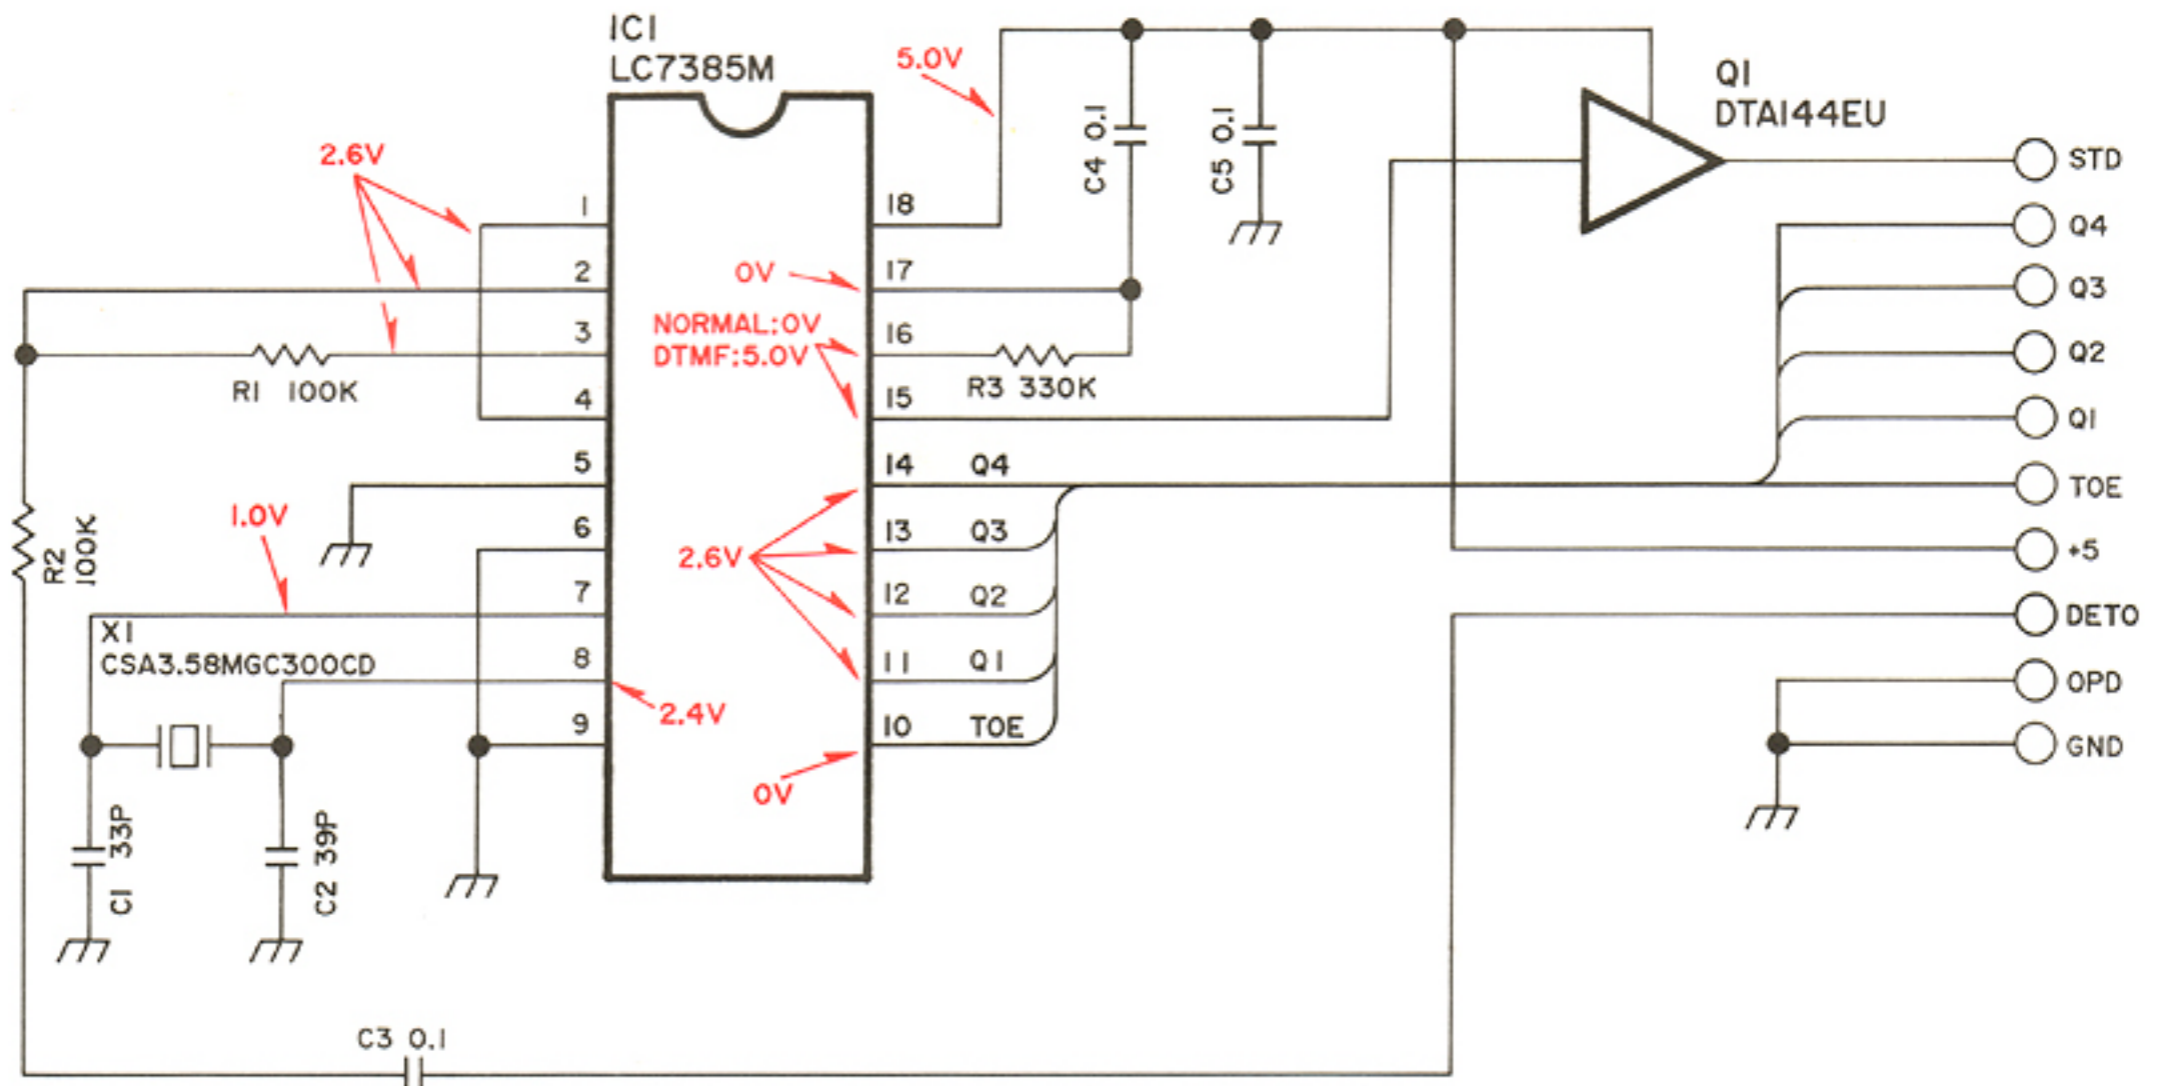 IC1
LC7385M
5.0V
Q1
DTA144EU
2.6V
C4 0.1
C5 0.1
STD
Q4
Q3
Q2
Q1
TOE
+5
DETO
OPD
GND
1
2
3
4
5
6
7
8
9
18
17
16
15
14 Q4
13 Q3
12 Q2
11 Q1
10 TOE
0V
NORMAL:0V
DTMF:5.0V
R1 100K
R3 330K
R2
100K
1.0V
2.6V
X1
CSA3.58MGC300CD
2.4V
0V
C1 33P
C2 39P
C3 0.1